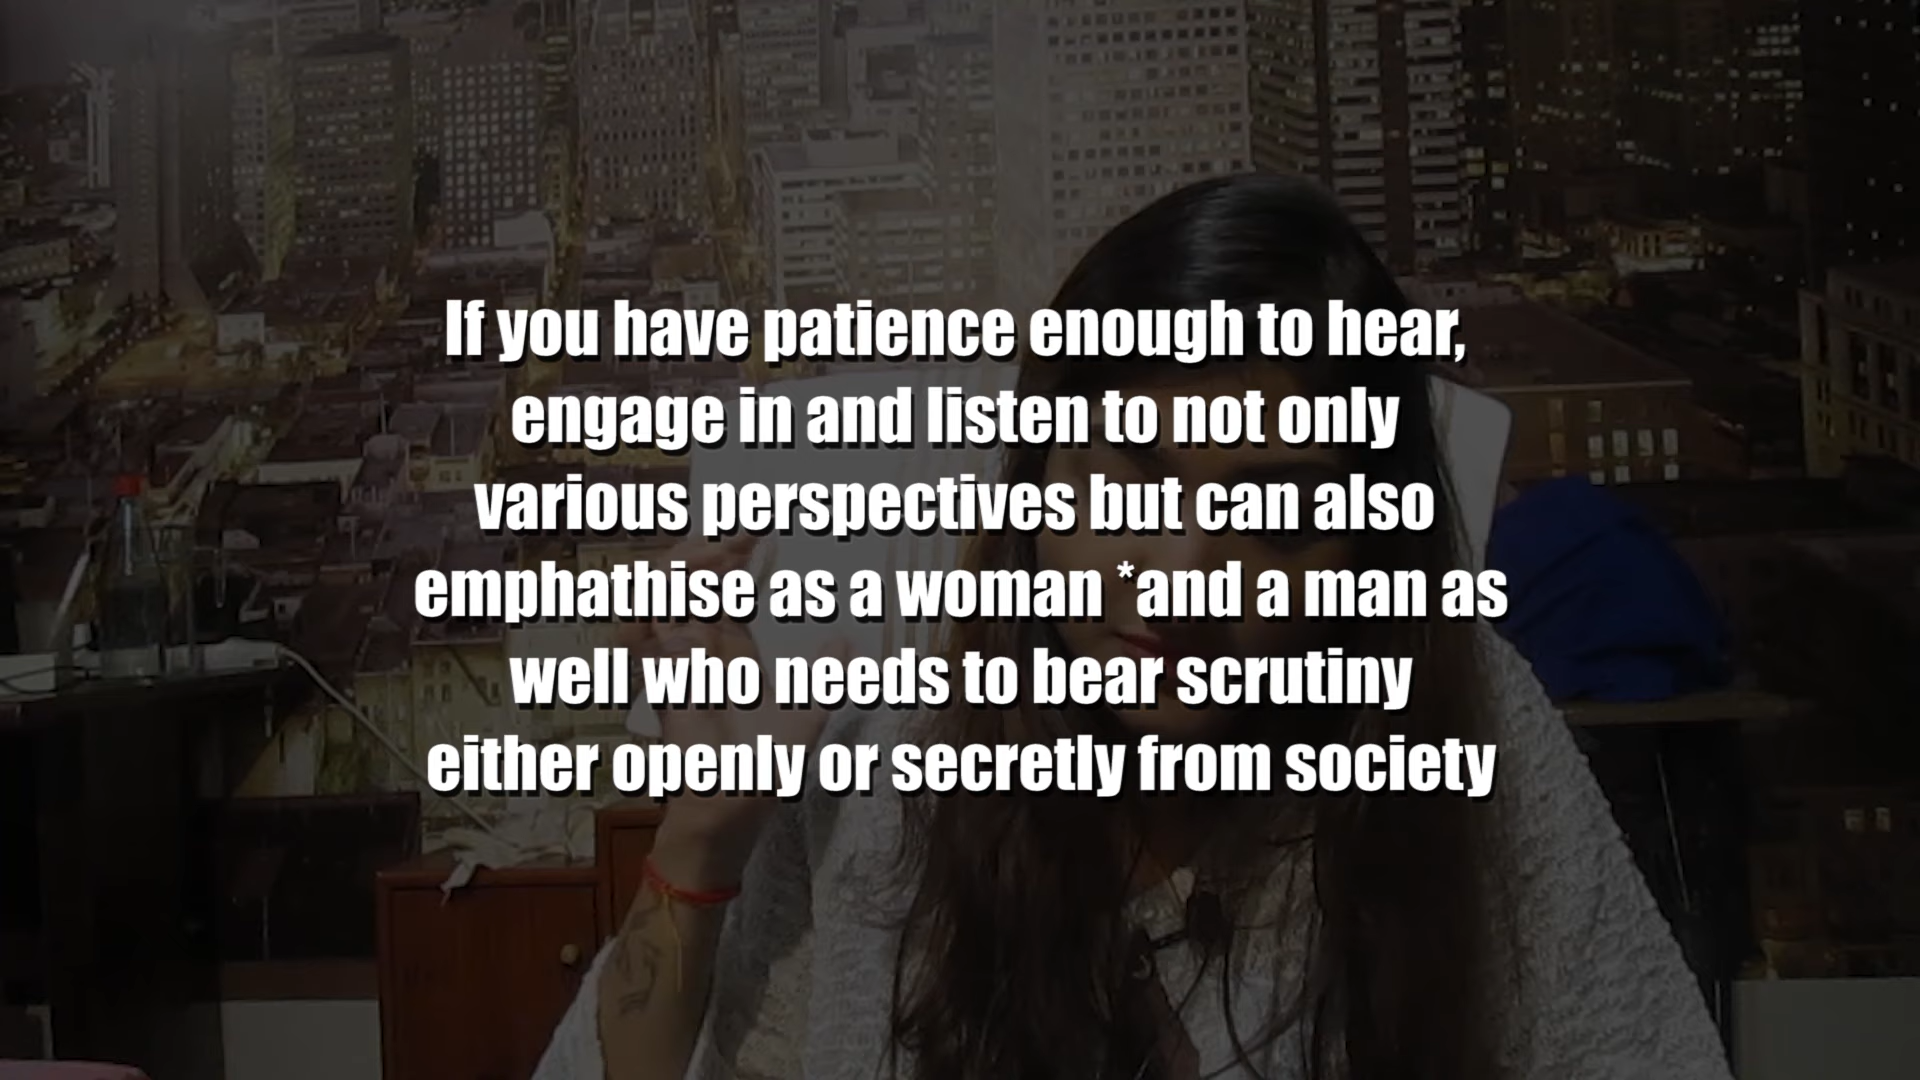 If you have patience enough to hear,
engage in and listen to not only
various perspectives but can also
emphathise as a woman *and a man as
well who needs to bear scrutiny
either openly or secretly from society